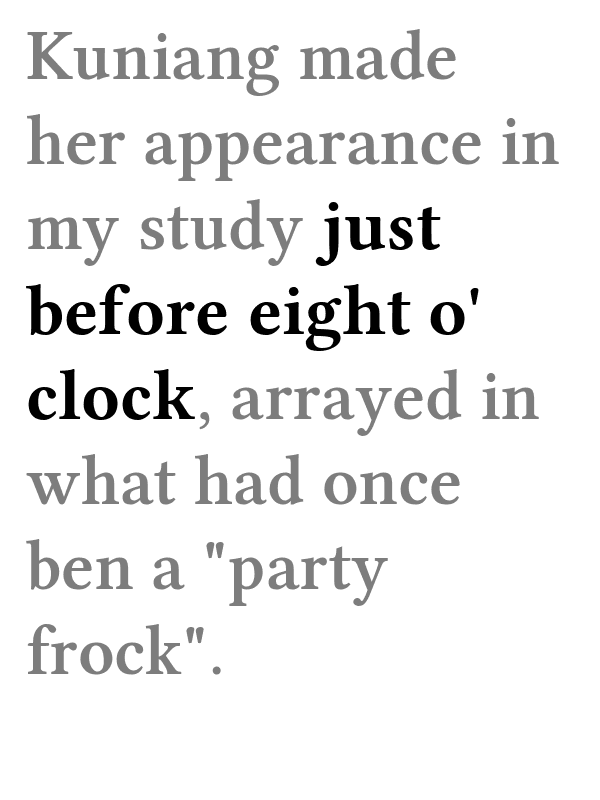 Kuniang made
her appearance in
my study just
before eight o'
clock, arrayed in
what had once
ben a "party
frock".